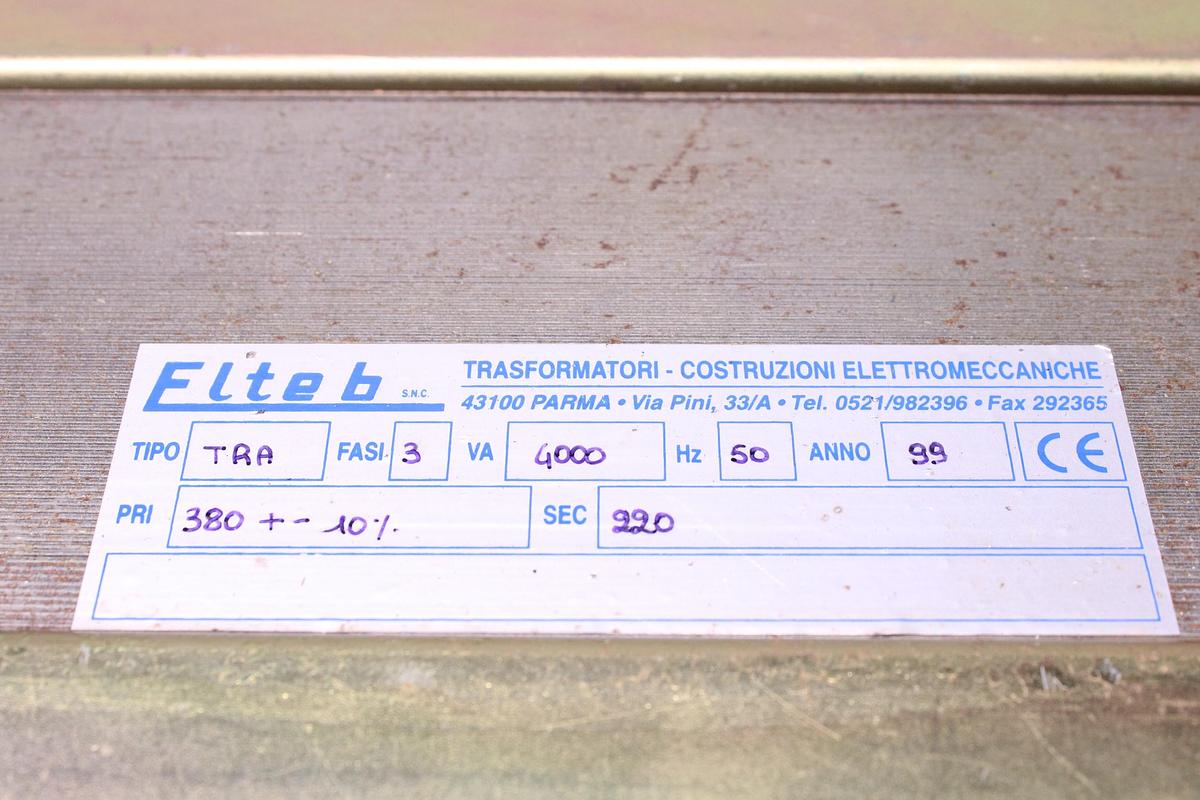 Elteb S.N.C. TRASFORMATORI - COSTRUZIONI ELETTROMECCANICHE
43100 PARMA • Via Pini, 33/A • Tel. 0521/982396 • Fax 292365
TIPO TRA FASI 3 VA 4000 Hz 50 ANNO 99 CE
PRI 380 + - 10% SEC 220